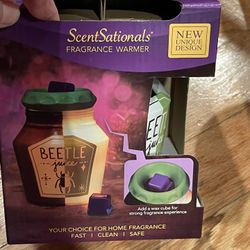 ScentSationals
FRAGRANCE WARMER
NEW
UNIQUE
DESIGN
BEETLE
juice
BEETLE
Add a wax cube for
strong fragrance experience
YOUR CHOICE FOR HOME FRAGRANCE
FAST | CLEAN | SAFE